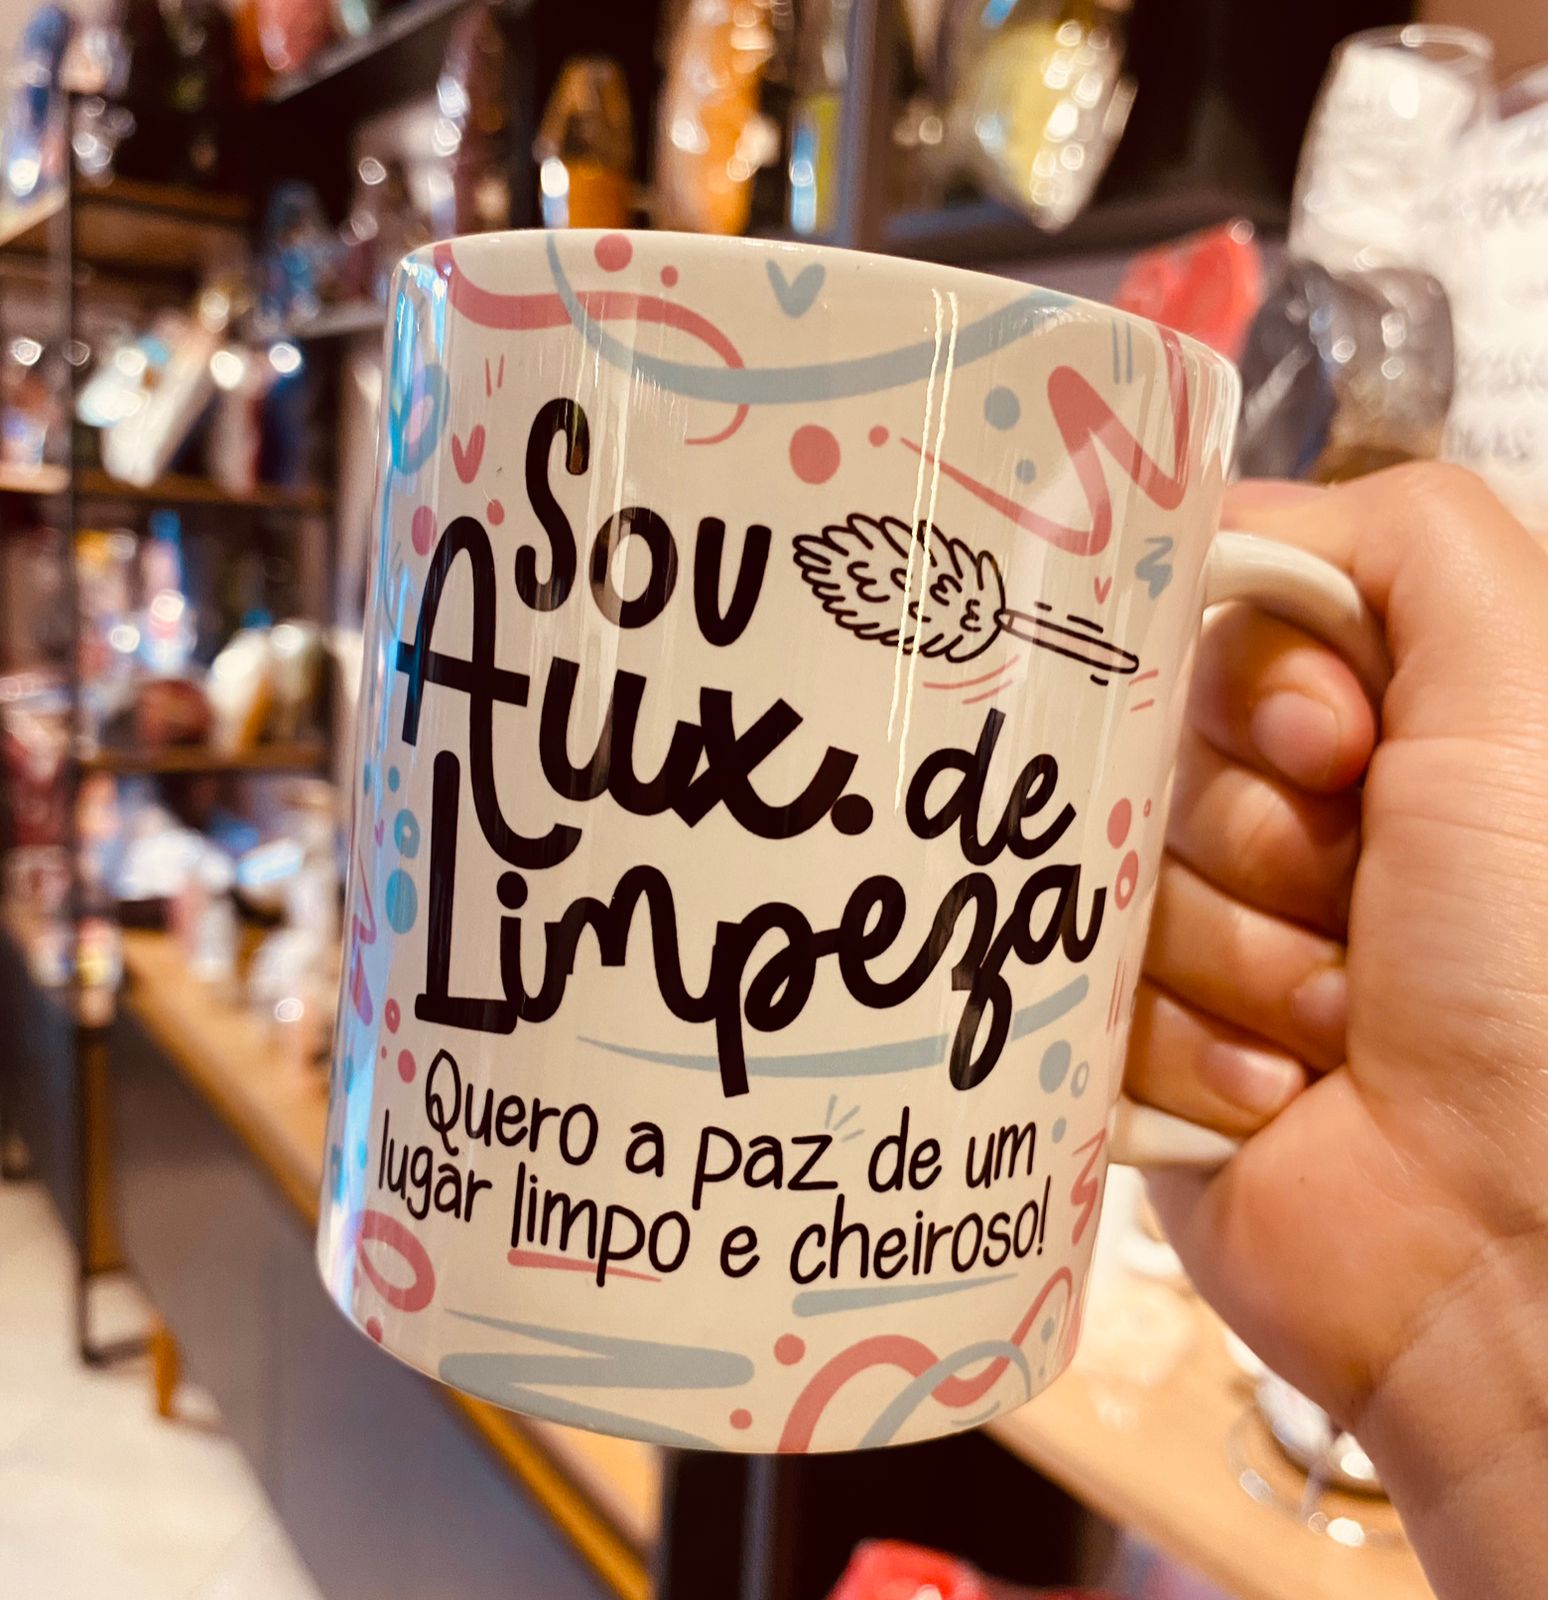 Sou
Aux. de
Limpeza
Quero a paz de um
lugar limpo e cheiroso!